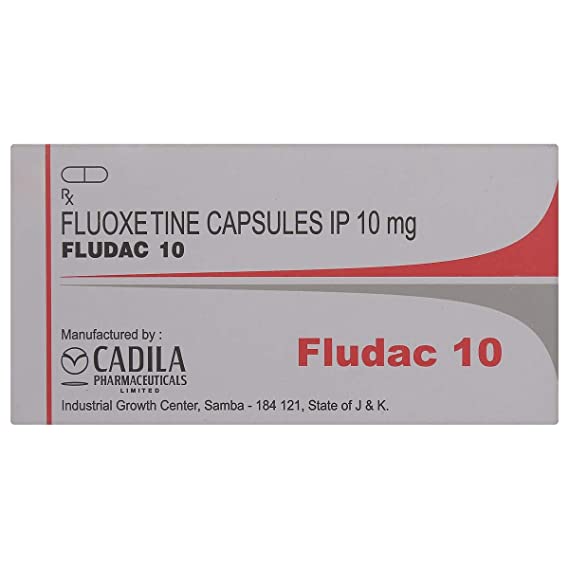 Rx
FLUOXETINE CAPSULES IP 10 mg
FLUDAC 10
Manufactured by :
CADILA
PHARMACEUTICALS
LIMITED
Industrial Growth Center, Samba - 184 121, State of J & K.
Fludac 10